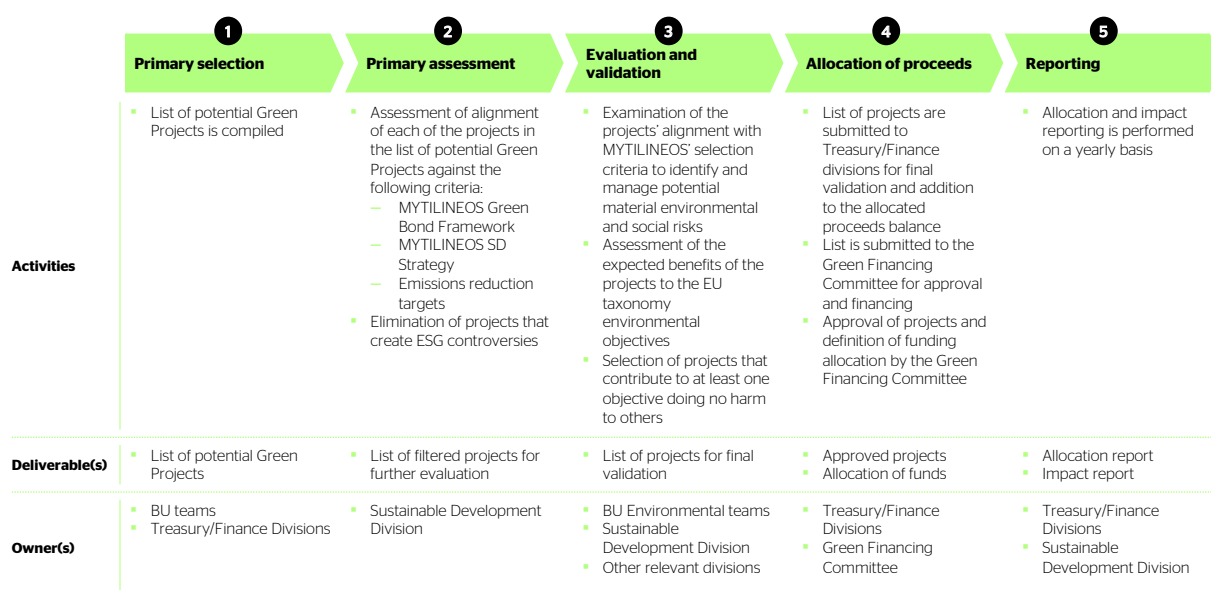 1
2
3
4
5
Primary selection
Primary assessment
Evaluation and
validation
Allocation of proceeds
Reporting
Activities
List of potential Green
Projects is compiled
Assessment of alignment
of each of the projects in
the list of potential Green
Projects against the
following criteria:
— MYTILINEOS Green
Bond Framework
— MYTILINEOS SD
Strategy
— Emissions reduction
targets
Elimination of projects that
create ESG controversies
Examination of the
projects' alignment with
MYTILINEOS' selection
criteria to identify and
manage potential
material environmental
and social risks
Assessment of the
expected benefits of the
projects to the EU
taxonomy
environmental
objectives
Selection of projects that
contribute to at least one
objective doing no harm
to others
List of projects are
submitted to
Treasury/Finance
divisions for final
validation and addition
to the allocated
proceeds balance
List is submitted to the
Green Financing
Committee for approval
and financing
Approval of projects and
definition of funding
allocation by the Green
Financing Committee
Allocation and impact
reporting is performed
on a yearly basis
Deliverable(s)
List of potential Green
Projects
List of filtered projects for
further evaluation
List of projects for final
validation
Approved projects
Allocation of funds
Allocation report
Impact report
Owner(s)
BU teams
Treasury/Finance Divisions
Sustainable Development
Division
BU Environmental teams
Sustainable
Development Division
Other relevant divisions
Treasury/Finance
Divisions
Green Financing
Committee
Treasury/Finance
Divisions
Sustainable
Development Division